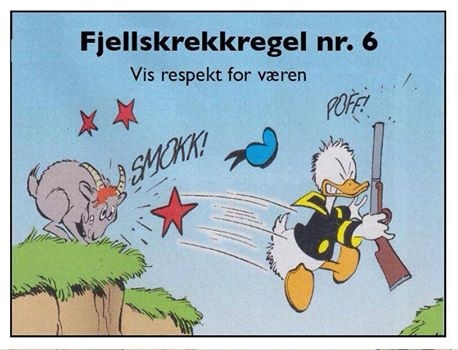 Fjellskrekkregel nr. 6
Vis respekt for væren
POFF!
SMOKK!